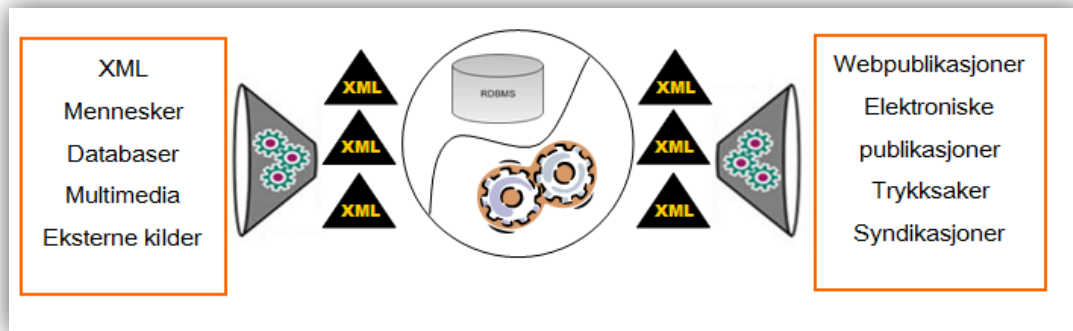 XML
Mennesker
Databaser
Multimedia
Eksterne kilder
XML
XML
XML
RDBMS
XML
XML
XML
Webpublikasjoner
Elektroniske
publikasjoner
Trykksaker
Syndikasjoner